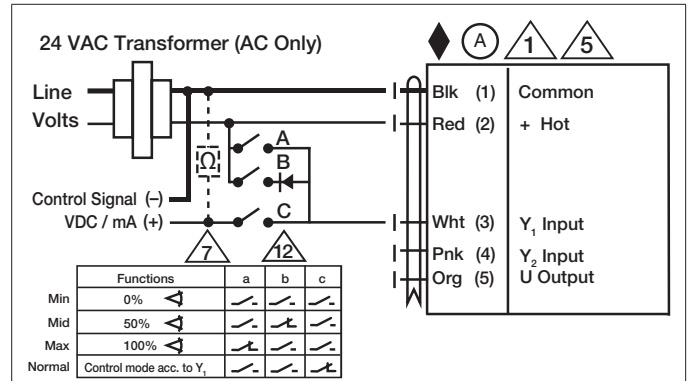 24 VAC Transformer (AC Only)
A 1 5
Line
Volts
Blk (1) Common
Red (2) + Hot
A
B
Ω
Control Signal (–)
VDC / mA (+)
C
Wht (3) Y₁ Input
Pnk (4) Y₂ Input
Org (5) U Output
7 12
Functions a b c
Min 0%
Mid 50%
Max 100%
Normal Control mode acc. to Y₁